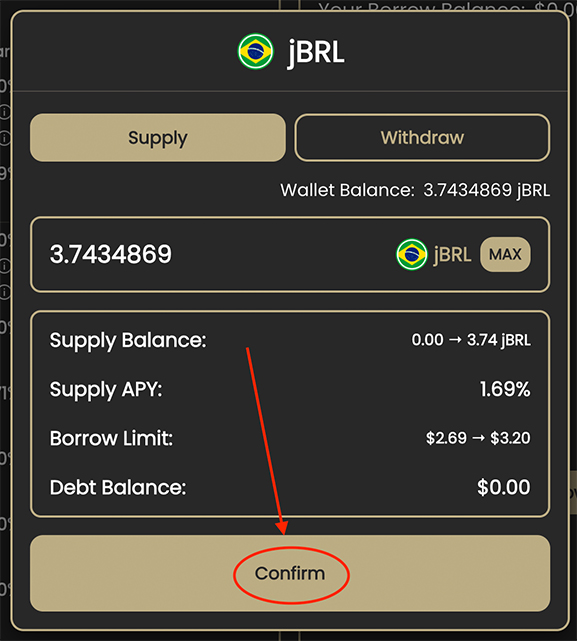 Your Borrow Balance: $0.0
jBRL
Supply Withdraw
Wallet Balance: 3.7434869 jBRL
3.7434869 jBRL MAX
Supply Balance: 0.00 → 3.74 jBRL
Supply APY: 1.69%
Borrow Limit: $2.69 → $3.20
Debt Balance: $0.00
Confirm